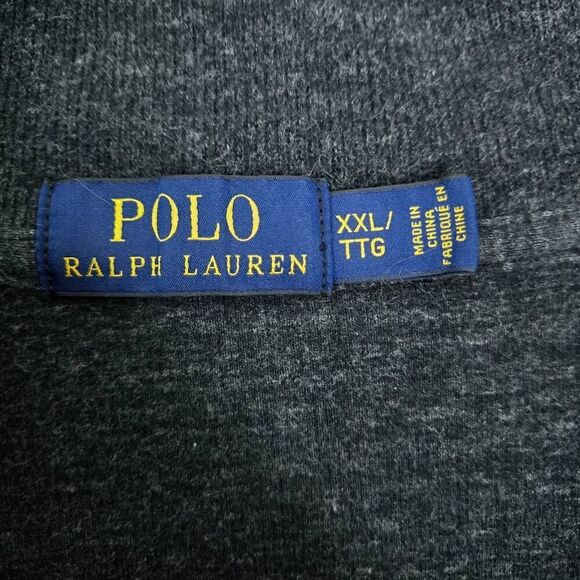 POLO
RALPH LAUREN
XXL/
TTG
MADE IN
CHINA
FABRIQUÉ EN
CHINE